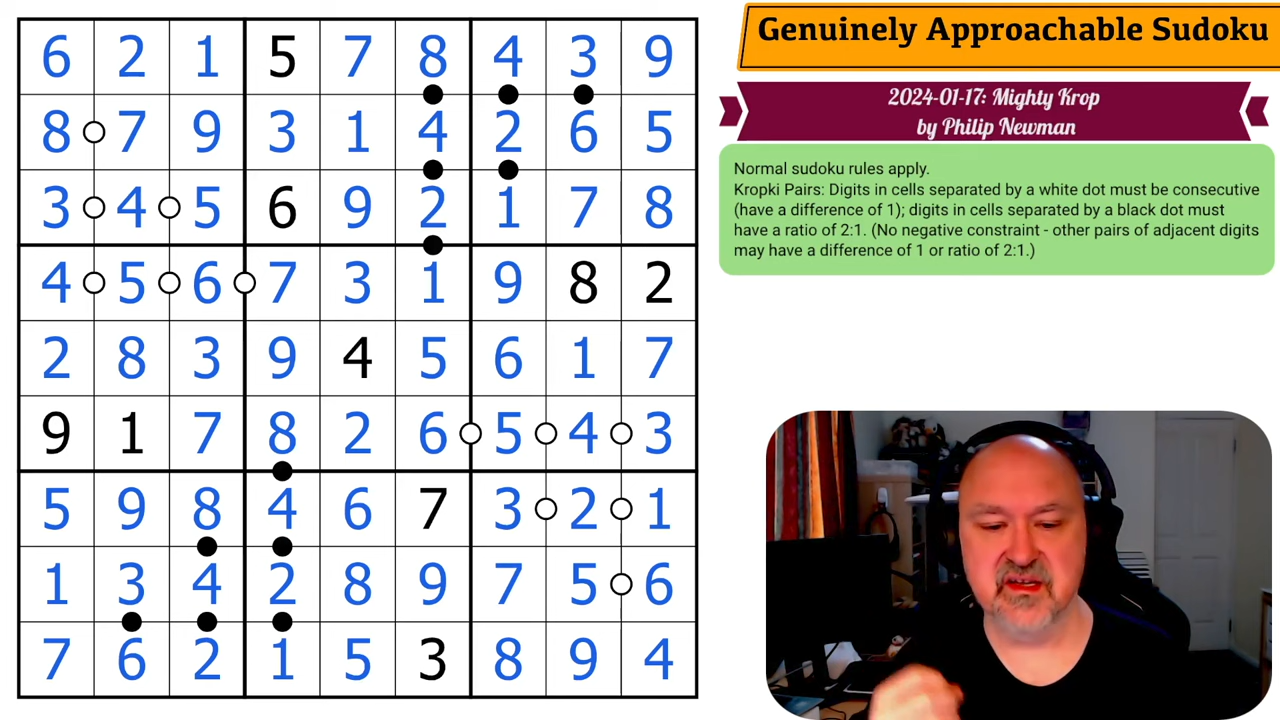 Genuinely Approachable Sudoku
2024-01-17: Mighty Krop
by Philip Newman
Normal sudoku rules apply.
Kropki Pairs: Digits in cells separated by a white dot must be consecutive
(have a difference of 1); digits in cells separated by a black dot must
have a ratio of 2:1. (No negative constraint - other pairs of adjacent digits
may have a difference of 1 or ratio of 2:1.)
6 2 1 5 7 8 4 3 9
8 7 9 3 1 4 2 6 5
3 4 5 6 9 2 1 7 8
4 5 6 7 3 1 9 8 2
2 8 3 9 4 5 6 1 7
9 1 7 8 2 6 5 4 3
5 9 8 4 6 7 3 2 1
1 3 4 2 8 9 7 5 6
7 6 2 1 5 3 8 9 4